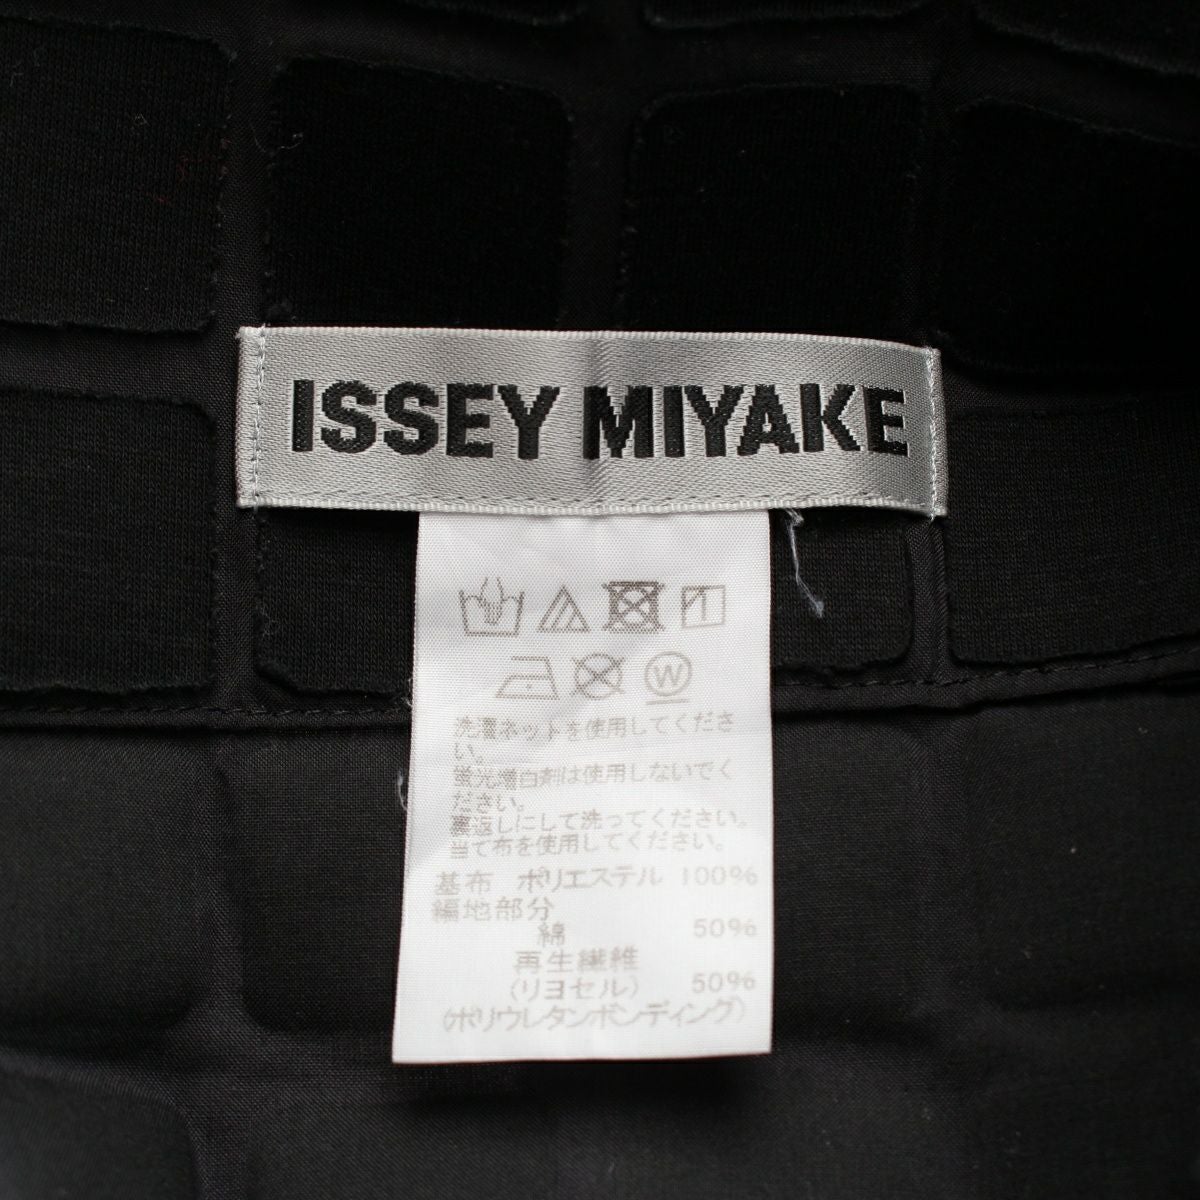 ISSEY MIYAKE
W
洗濯ネットを使用してくださ
い。
蛍光増白剤は使用しないでく
ださい。
裏返しにして洗ってください。
当て布を使用してください。
基布 ポリエステル 100%
編地部分
綿 50%
再生繊維
(リヨセル) 50%
(ポリウレタンボンディング)